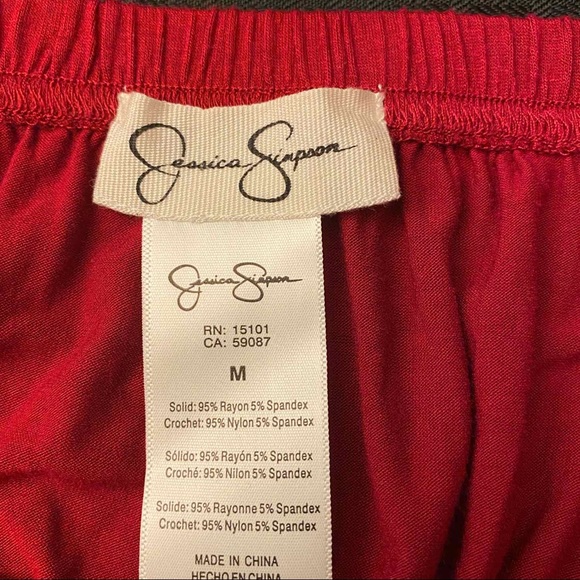 Jessica Simpson
Jessica Simpson
RN: 15101
CA: 59087
M
Solid: 95% Rayon 5% Spandex
Crochet: 95% Nylon 5% Spandex
Sólido: 95% Rayón 5% Spandex
Croché: 95% Nilon 5% Spandex
Solide: 95% Rayonne 5% Spandex
Crochet: 95% Nylon 5% Spandex
MADE IN CHINA
HECHO EN CHINA